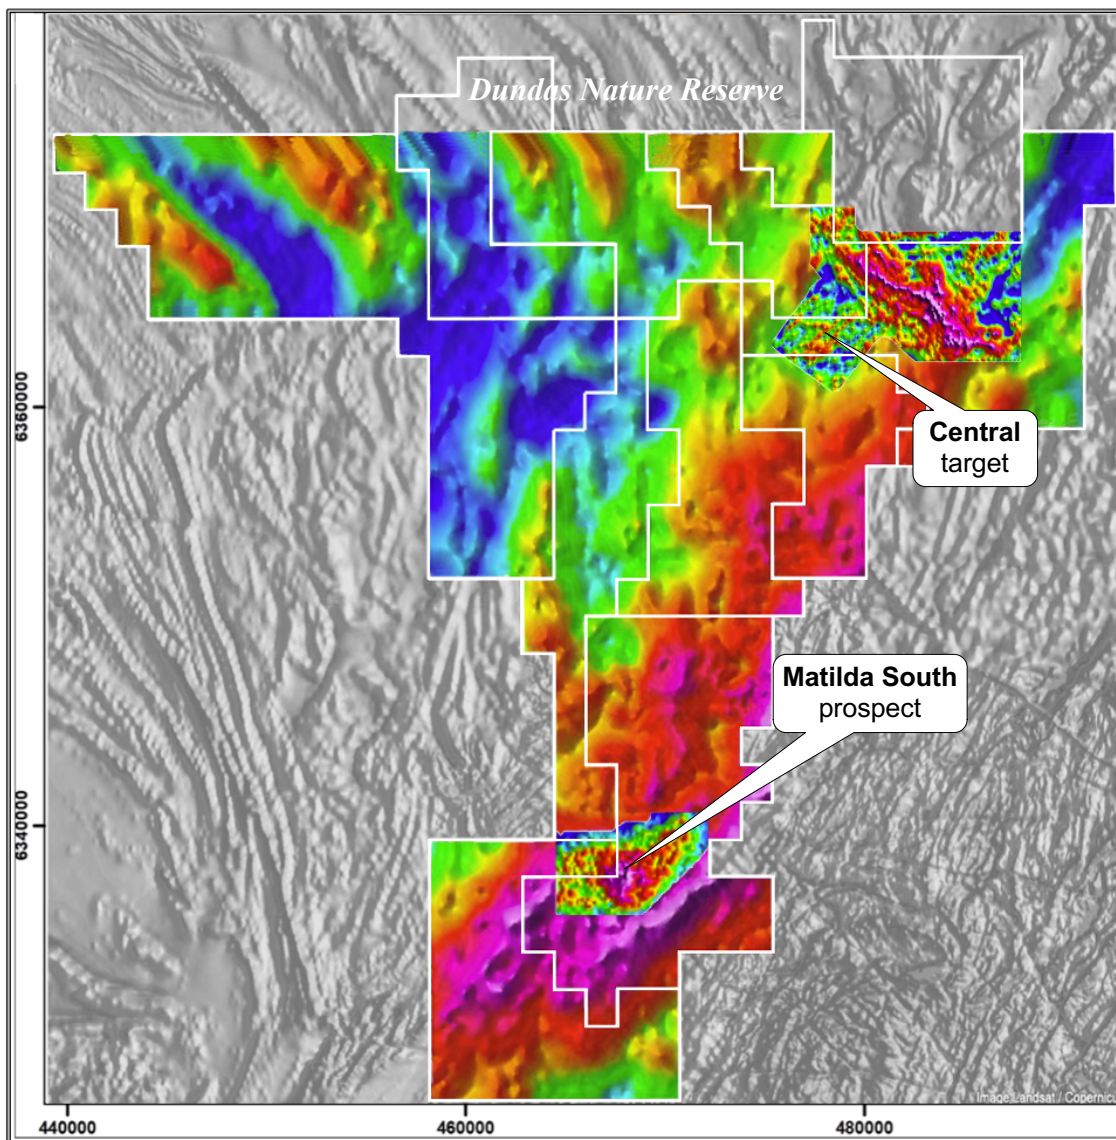 Dundas Nature Reserve
6360000
Central
target
Matilda South
prospect
6340000
Image Landsat / Copernicu
440000
460000
480000